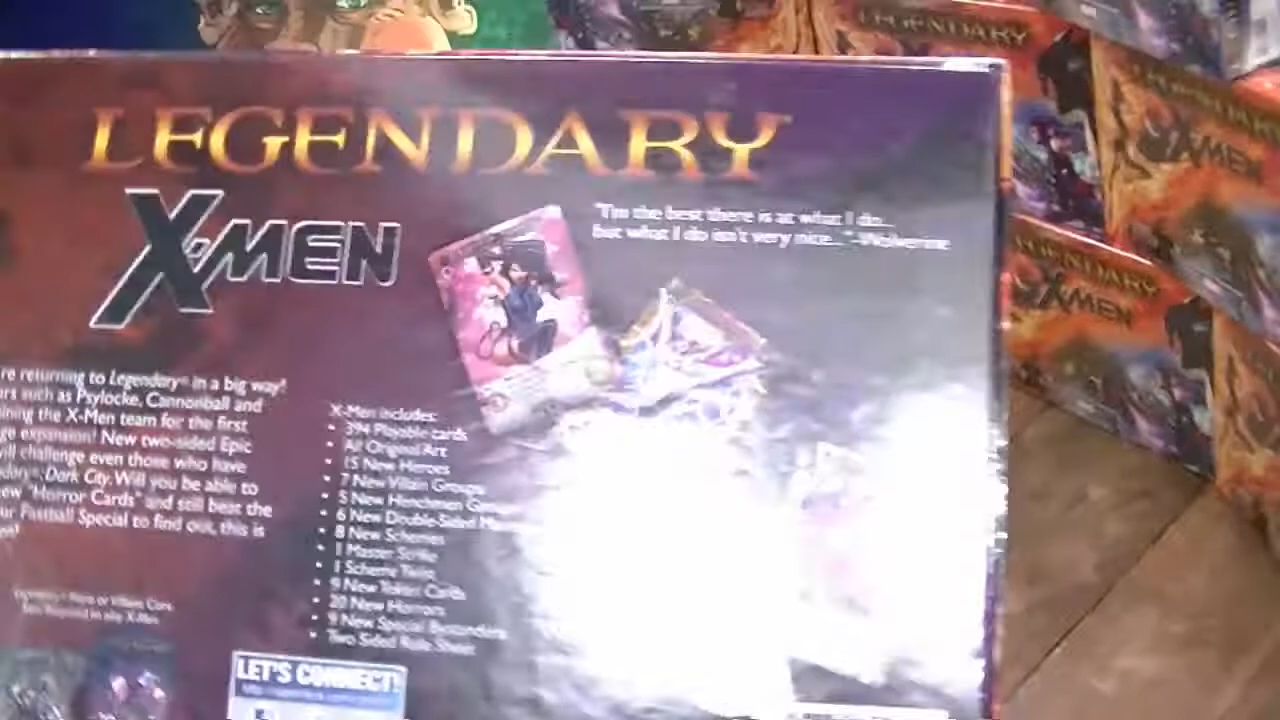 LEGENDARY
X-MEN
"I'm the best there is at what I do...
but what I do isn't very nice..." -Wolverine
re returning to Legendary® in a big way!
rs such as Psylocke, Cannonball and
ining the X-Men team for the first
ge expansion! New two-sided Epic
ill challenge even those who have
dary®: Dark City. Will you be able to
ew "Horror Cards" and still beat the
ur Fastball Special to find out, this is
X-Men includes:
• 394 Playable cards
• All Original Art
• 15 New Heroes
• 7 New Villain Groups
• 5 New Henchmen
• 6 New Double-Sided
• 8 New Schemes
• 1 Master Strike
• 1 Scheme Twist
• 9 New Token Cards
• 20 New Horrors
• 9 New Special Bystanders
• Two Sided Rule Sheet
LET'S CONNECT!
LEGENDARY
LEGENDARY
X-MEN
LEGENDARY
X-MEN